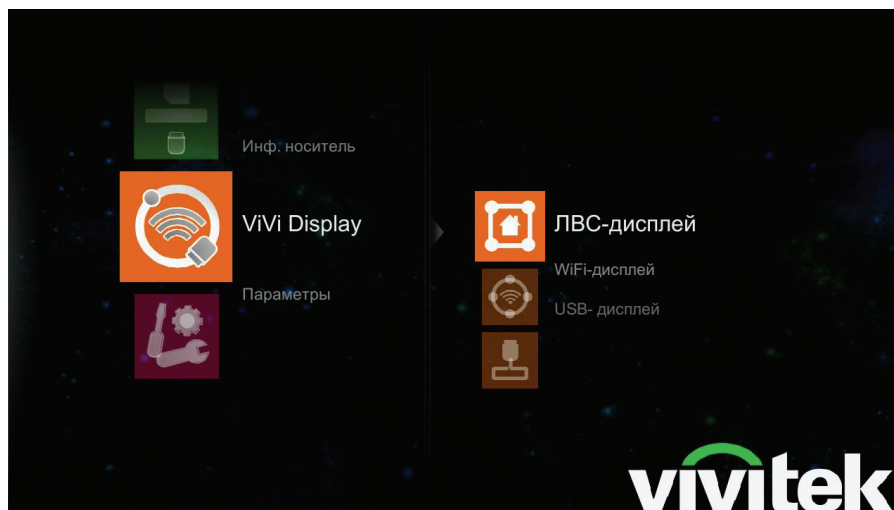 Инф. носитель
ViVi Display
Параметры
ЛВС-дисплей
WiFi-дисплей
USB- дисплей
vivitek